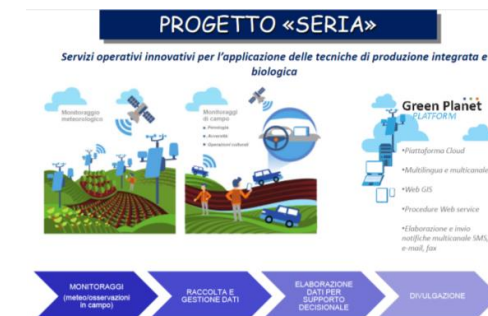 PROGETTO «SERIA»
Servizi operativi innovativi per l'applicazione delle tecniche di produzione integrata e
biologica
Monitoraggio
meteorologico
Monitoraggi
di campo
• Fenologia
• Avversità
• Operazioni colturali
Green Planet
PLATFORM
•Piattaforma Cloud
•Multilingua e multicanale
•Web GIS
•Procedure Web service
•Elaborazione e invio
notifiche multicanale SMS,
e-mail, fax
MONITORAGGI
(meteo/osservazioni
in campo)
RACCOLTA E
GESTIONE DATI
ELABORAZIONE
DATI PER
SUPPORTO
DECISIONALE
DIVULGAZIONE